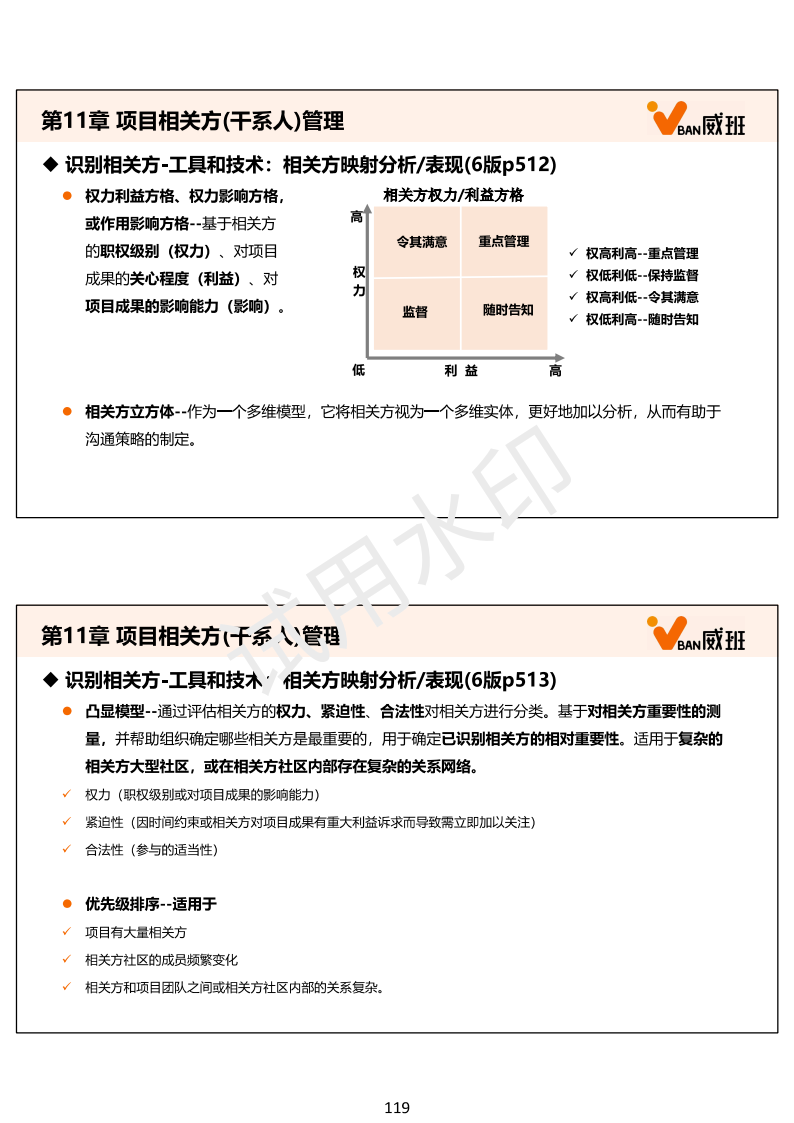 第11章 项目相关方(干系人)管理
BAN威班
◆ 识别相关方-工具和技术：相关方映射分析/表现(6版p512)
● 权力利益方格、权力影响方格，
或作用影响方格--基于相关方
的职权级别（权力）、对项目
成果的关心程度（利益）、对
项目成果的影响能力（影响）。
相关方权力/利益方格
高
令其满意 重点管理
权
力
监督 随时告知
低 利 益 高
✓ 权高利高--重点管理
✓ 权低利低--保持监督
✓ 权高利低--令其满意
✓ 权低利高--随时告知
● 相关方立方体--作为一个多维模型，它将相关方视为一个多维实体，更好地加以分析，从而有助于
沟通策略的制定。
试用水印
第11章 项目相关方(干系人)管理
BAN威班
◆ 识别相关方-工具和技术：相关方映射分析/表现(6版p513)
● 凸显模型--通过评估相关方的权力、紧迫性、合法性对相关方进行分类。基于对相关方重要性的测
量，并帮助组织确定哪些相关方是最重要的，用于确定已识别相关方的相对重要性。适用于复杂的
相关方大型社区，或在相关方社区内部存在复杂的关系网络。
✓ 权力（职权级别或对项目成果的影响能力）
✓ 紧迫性（因时间约束或相关方对项目成果有重大利益诉求而导致需立即加以关注）
✓ 合法性（参与的适当性）
● 优先级排序--适用于
✓ 项目有大量相关方
✓ 相关方社区的成员频繁变化
✓ 相关方和项目团队之间或相关方社区内部的关系复杂。
119